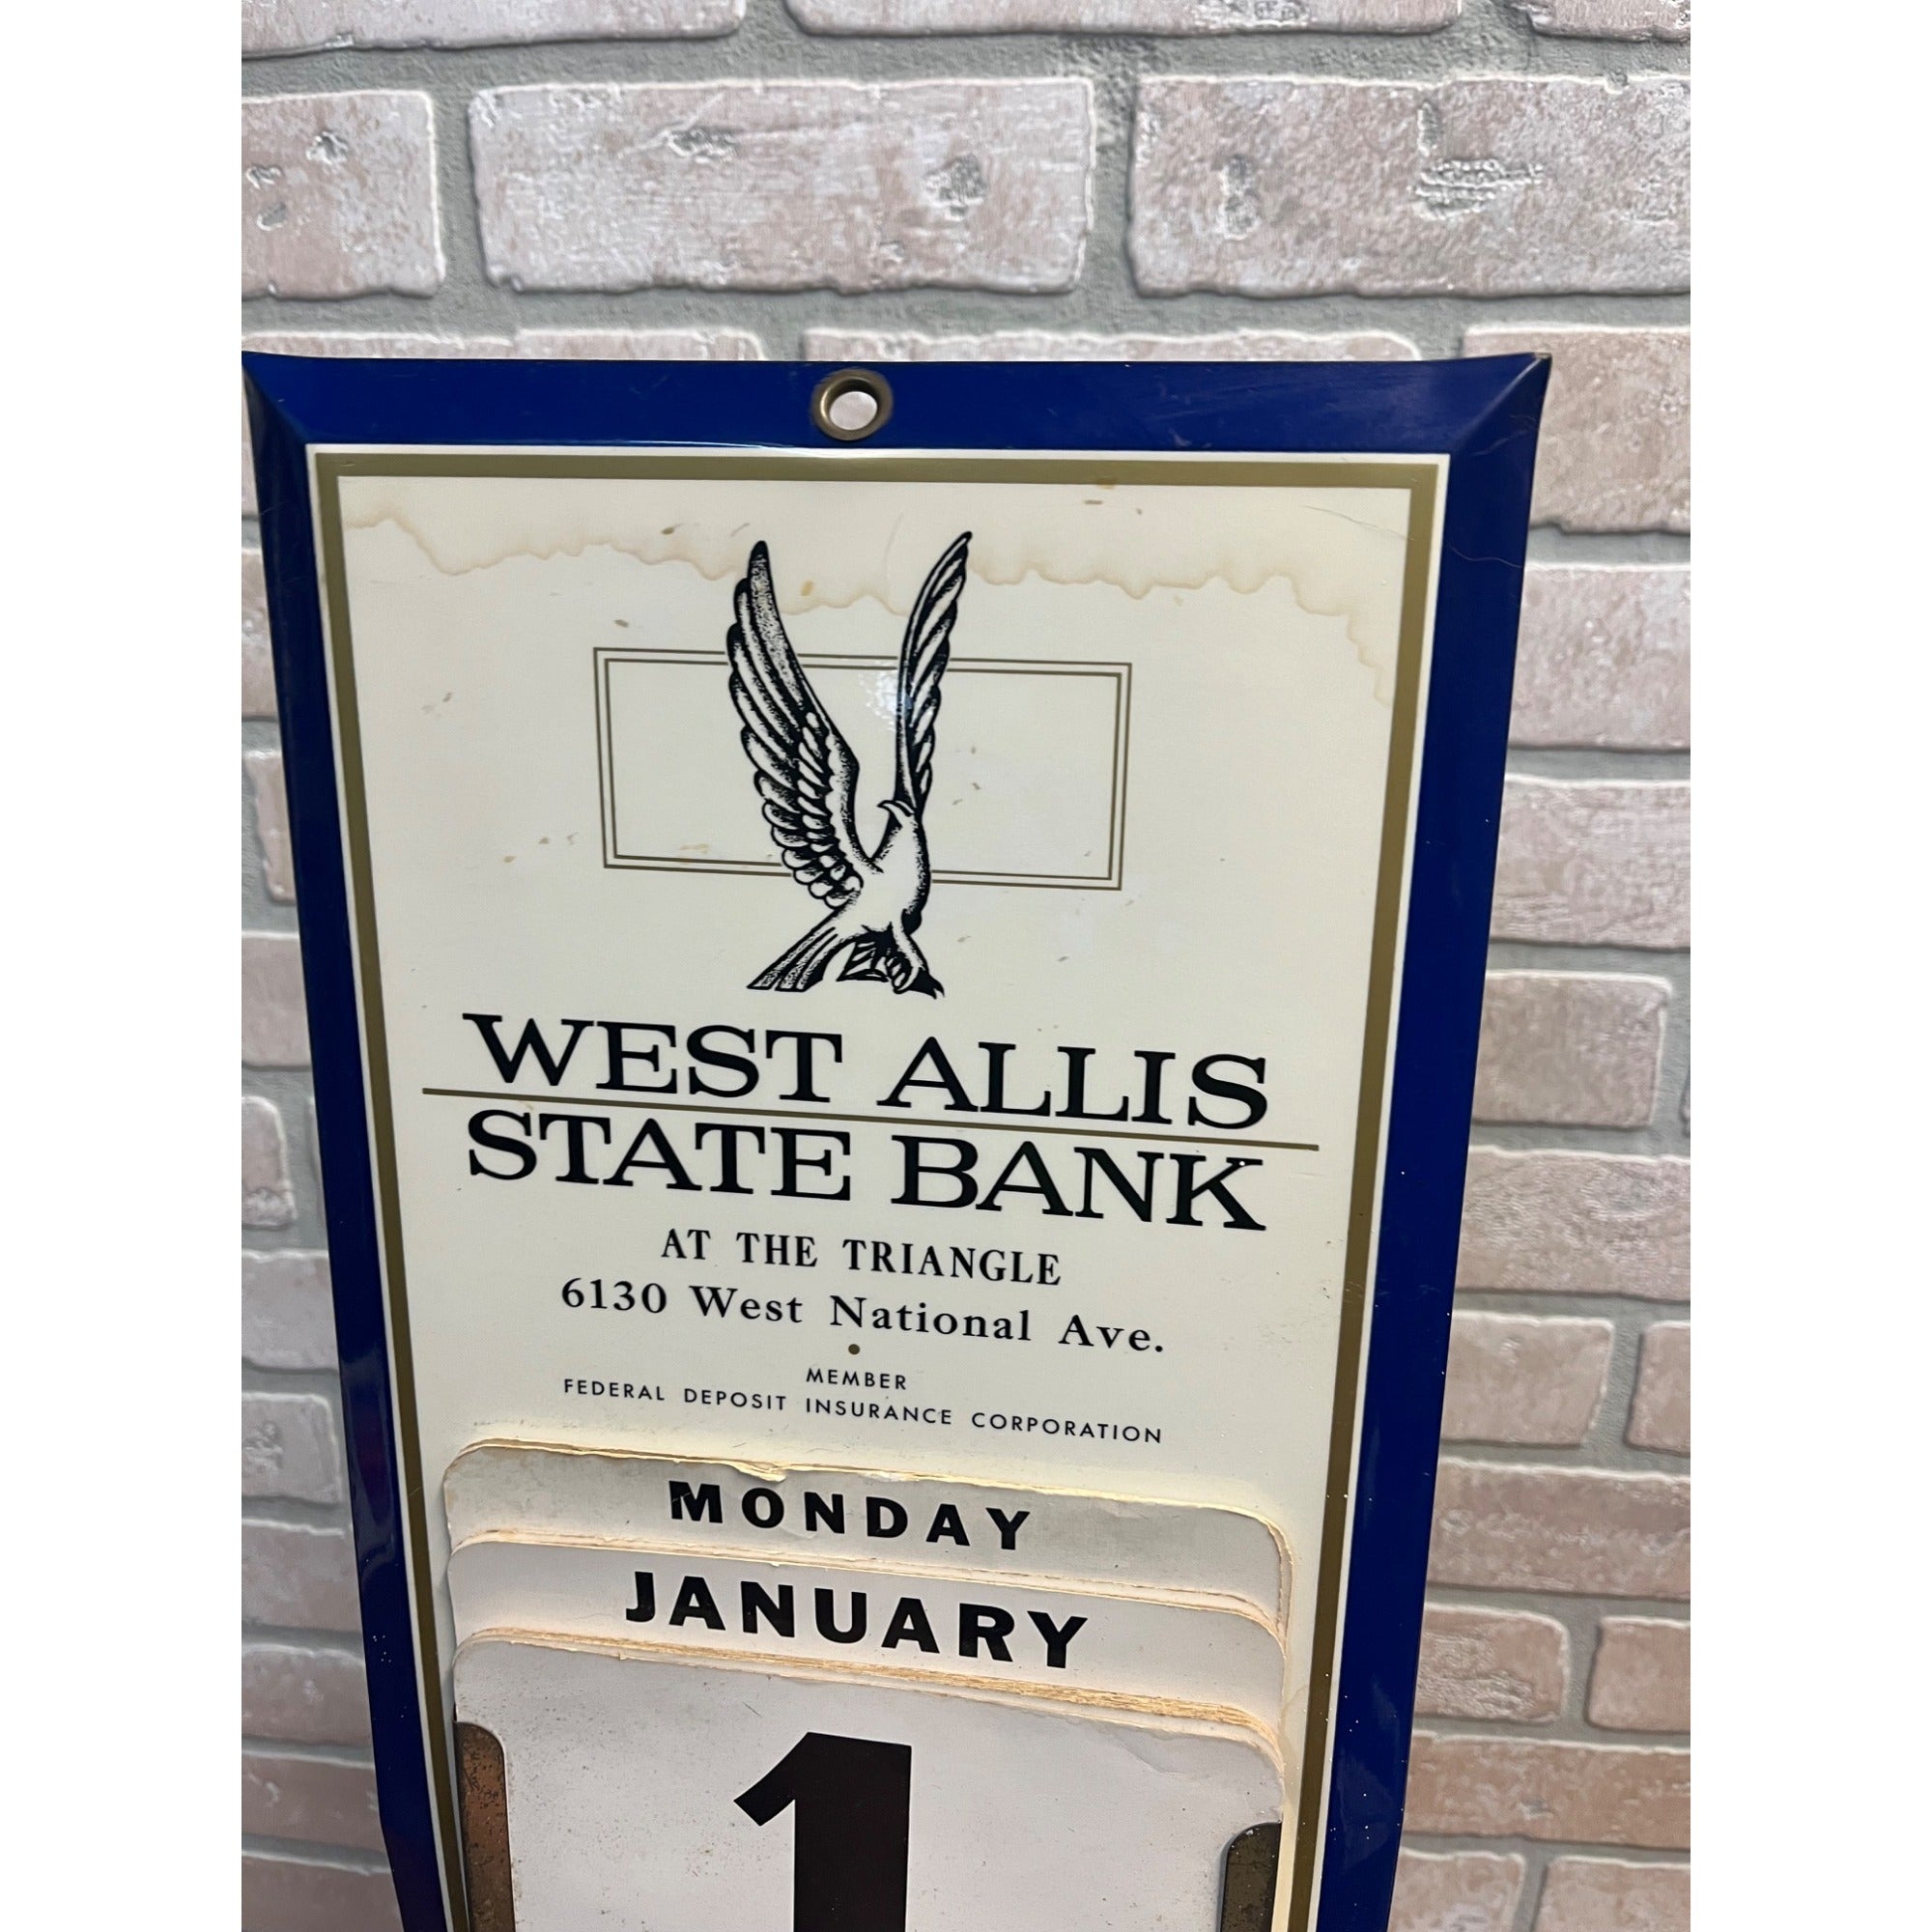 WEST ALLIS
STATE BANK
AT THE TRIANGLE
6130 West National Ave.
MEMBER
FEDERAL DEPOSIT INSURANCE CORPORATION
MONDAY
JANUARY
1